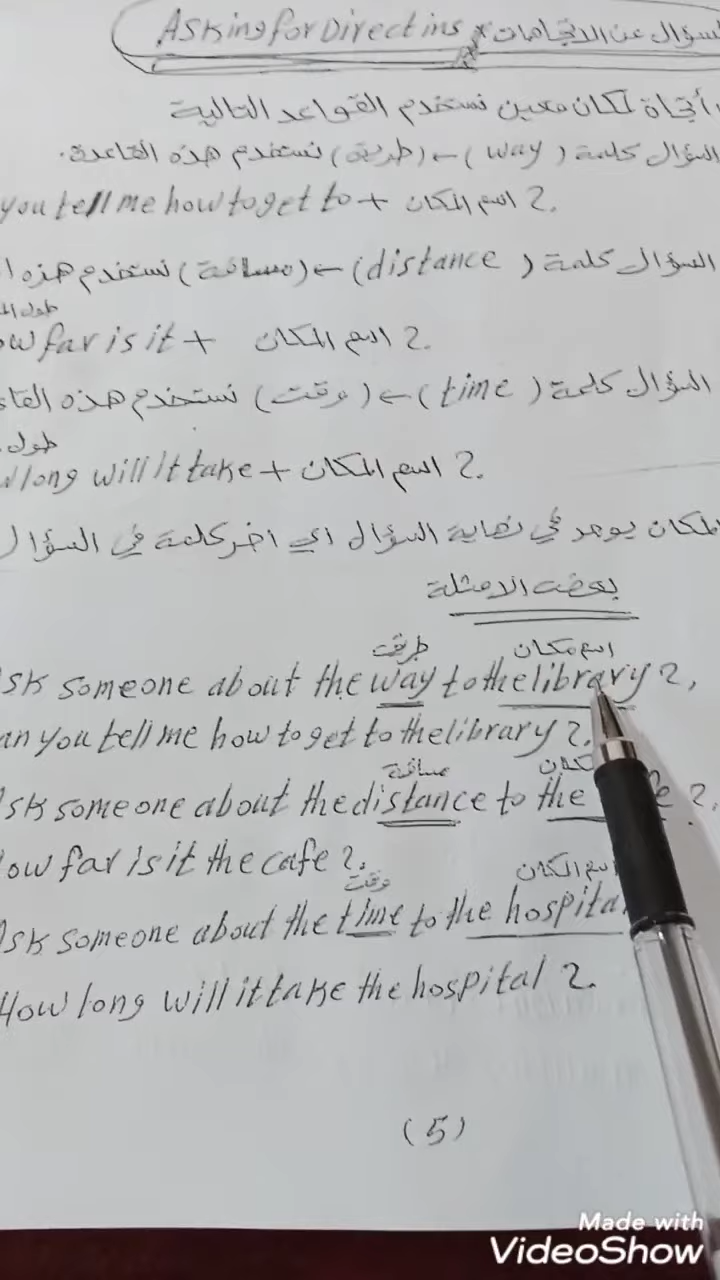 Asking for Directins * السؤال عن الاتجاهات
أتجاة لمكان معين نستخدم القواعد التالية
السؤال كلمة (way) ← (طريق) نستخدم هذه القاعدة.
you tell me how to get to + اسم المكان ?.
السؤال كلمة (distance) ← (مسافة) نستخدم هذه
طول
ow far is it + اسم المكان ?.
السؤال كلمة (time) ← (وقت) نستخدم هذه القا
طول
long will it take + اسم المكان ?.
المكان يوجد في نهاية السؤال اي اخر كلمة في السؤال
بعض الامثلة
طريق اسم مكان
sk someone about the way to the library ?,
an you tell me how to get to the library ?.
مسافة مكان
sk someone about the distance to the e ?,
ow far is it the cafe ?.
وقت اسم المكان
sk someone about the time to the hospita
How long will it take the hospital ?.
(5)
Made with
VideoShow